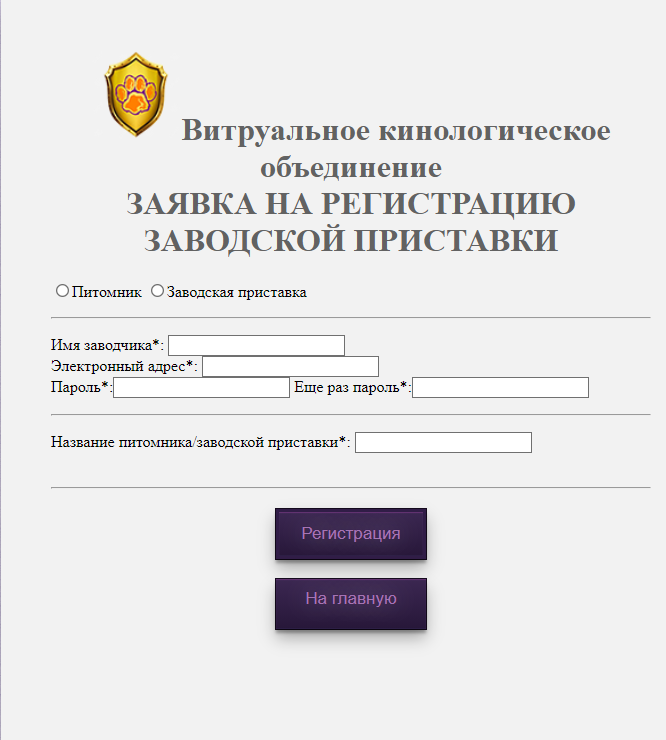 Витруальное кинологическое
объединение
ЗАЯВКА НА РЕГИСТРАЦИЮ
ЗАВОДСКОЙ ПРИСТАВКИ
Питомник Заводская приставка
Имя заводчика*:
Электронный адрес*:
Пароль*: Еще раз пароль*:
Название питомника/заводской приставки*:
Регистрация
На главную